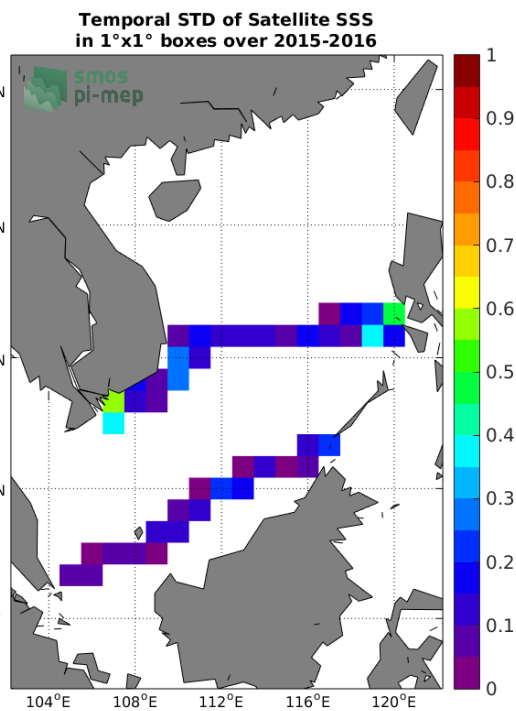 Temporal STD of Satellite SSS
in 1°x1° boxes over 2015-2016
smos
pi-mep
1
0.9
0.8
0.7
0.6
0.5
0.4
0.3
0.2
0.1
0
N
N
N
N
104°E 108°E 112°E 116°E 120°E